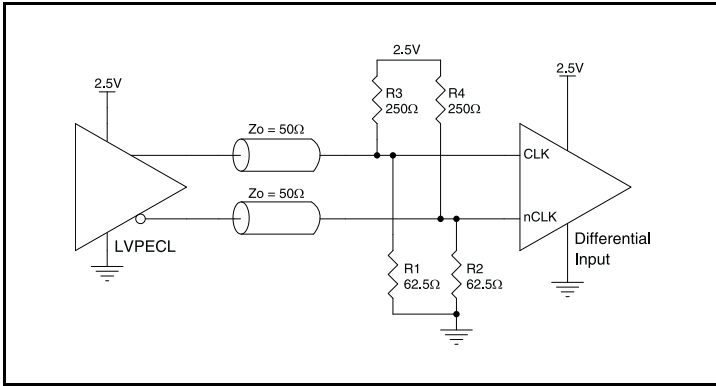 2.5V
2.5V
2.5V
R3
250Ω
R4
250Ω
Zo = 50Ω
CLK
Zo = 50Ω
nCLK
LVPECL
Differential
Input
R1
62.5Ω
R2
62.5Ω